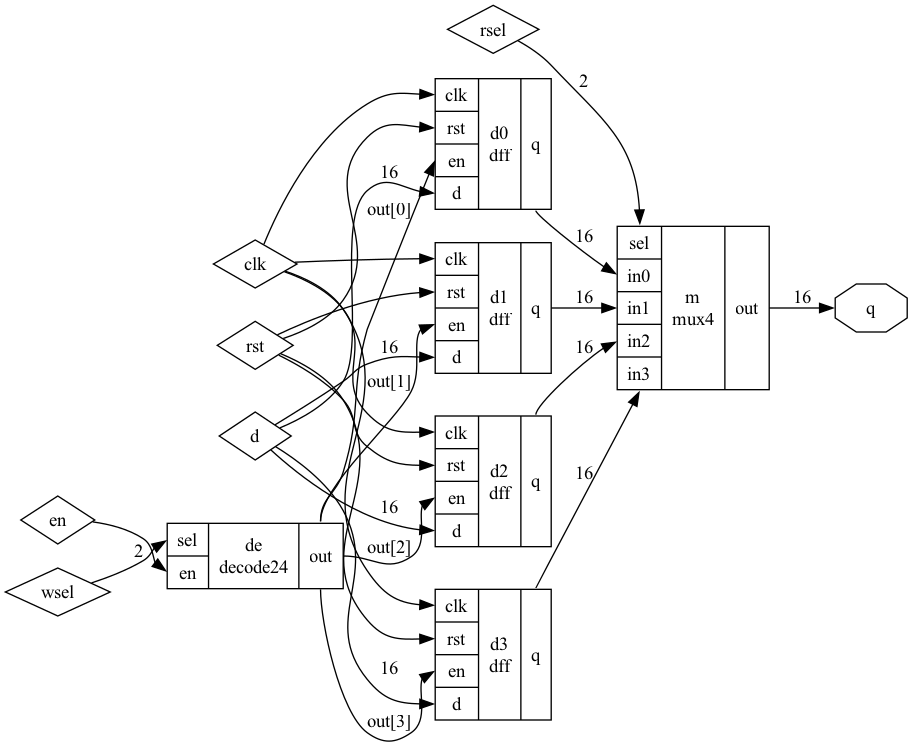 rsel
2
clk
rst
en
d
d0
dff
q
16
out[0]
16
clk
clk
rst
en
d
d1
dff
q
16
16
out[1]
rst
sel
in0
in1
in2
in3
m
mux4
out
16
q
d
clk
rst
en
d
d2
dff
q
16
16
out[2]
en
wsel
2
sel
en
de
decode24
out
clk
rst
en
d
d3
dff
q
16
16
out[3]